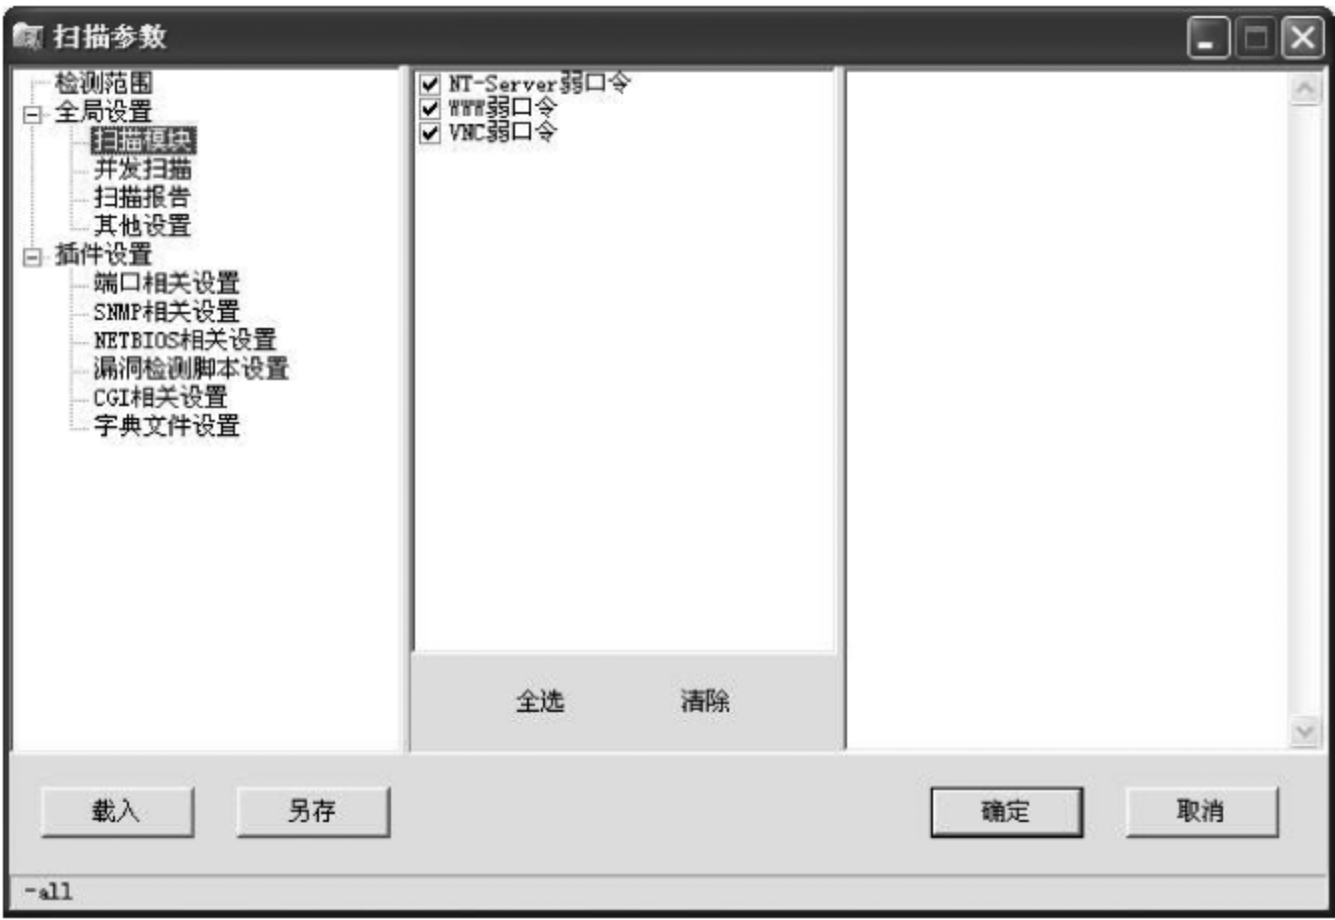 扫描参数
检测范围
全局设置
扫描模块
并发扫描
扫描报告
其他设置
插件设置
端口相关设置
SNMP相关设置
NETBIOS相关设置
漏洞检测脚本设置
CGI相关设置
字典文件设置
NT-Server弱口令
WWW弱口令
VNC弱口令
全选 清除
载入 另存 确定 取消
-all